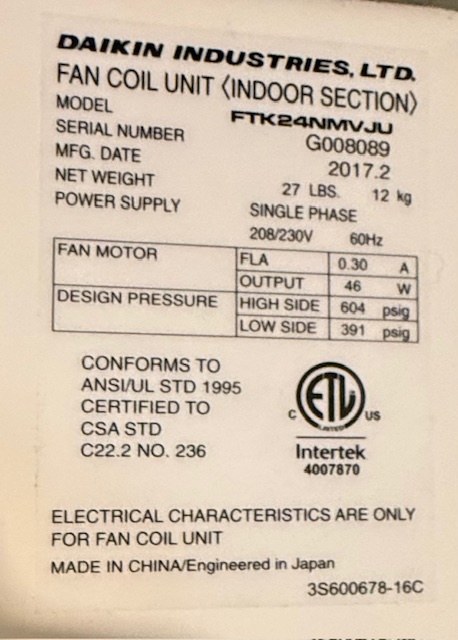 DAIKIN INDUSTRIES, LTD.
FAN COIL UNIT ⟨INDOOR SECTION⟩
MODEL FTK24NMVJU
SERIAL NUMBER G008089
MFG. DATE 2017.2
NET WEIGHT 27 LBS. 12 kg
POWER SUPPLY SINGLE PHASE
208/230V 60Hz
FAN MOTOR FLA 0.30 A
OUTPUT 46 W
DESIGN PRESSURE HIGH SIDE 604 psig
LOW SIDE 391 psig
CONFORMS TO
ANSI/UL STD 1995
CERTIFIED TO
CSA STD
C22.2 NO. 236
C ETL US
LISTED
Intertek
4007870
ELECTRICAL CHARACTERISTICS ARE ONLY
FOR FAN COIL UNIT
MADE IN CHINA/Engineered in Japan
3S600678-16C